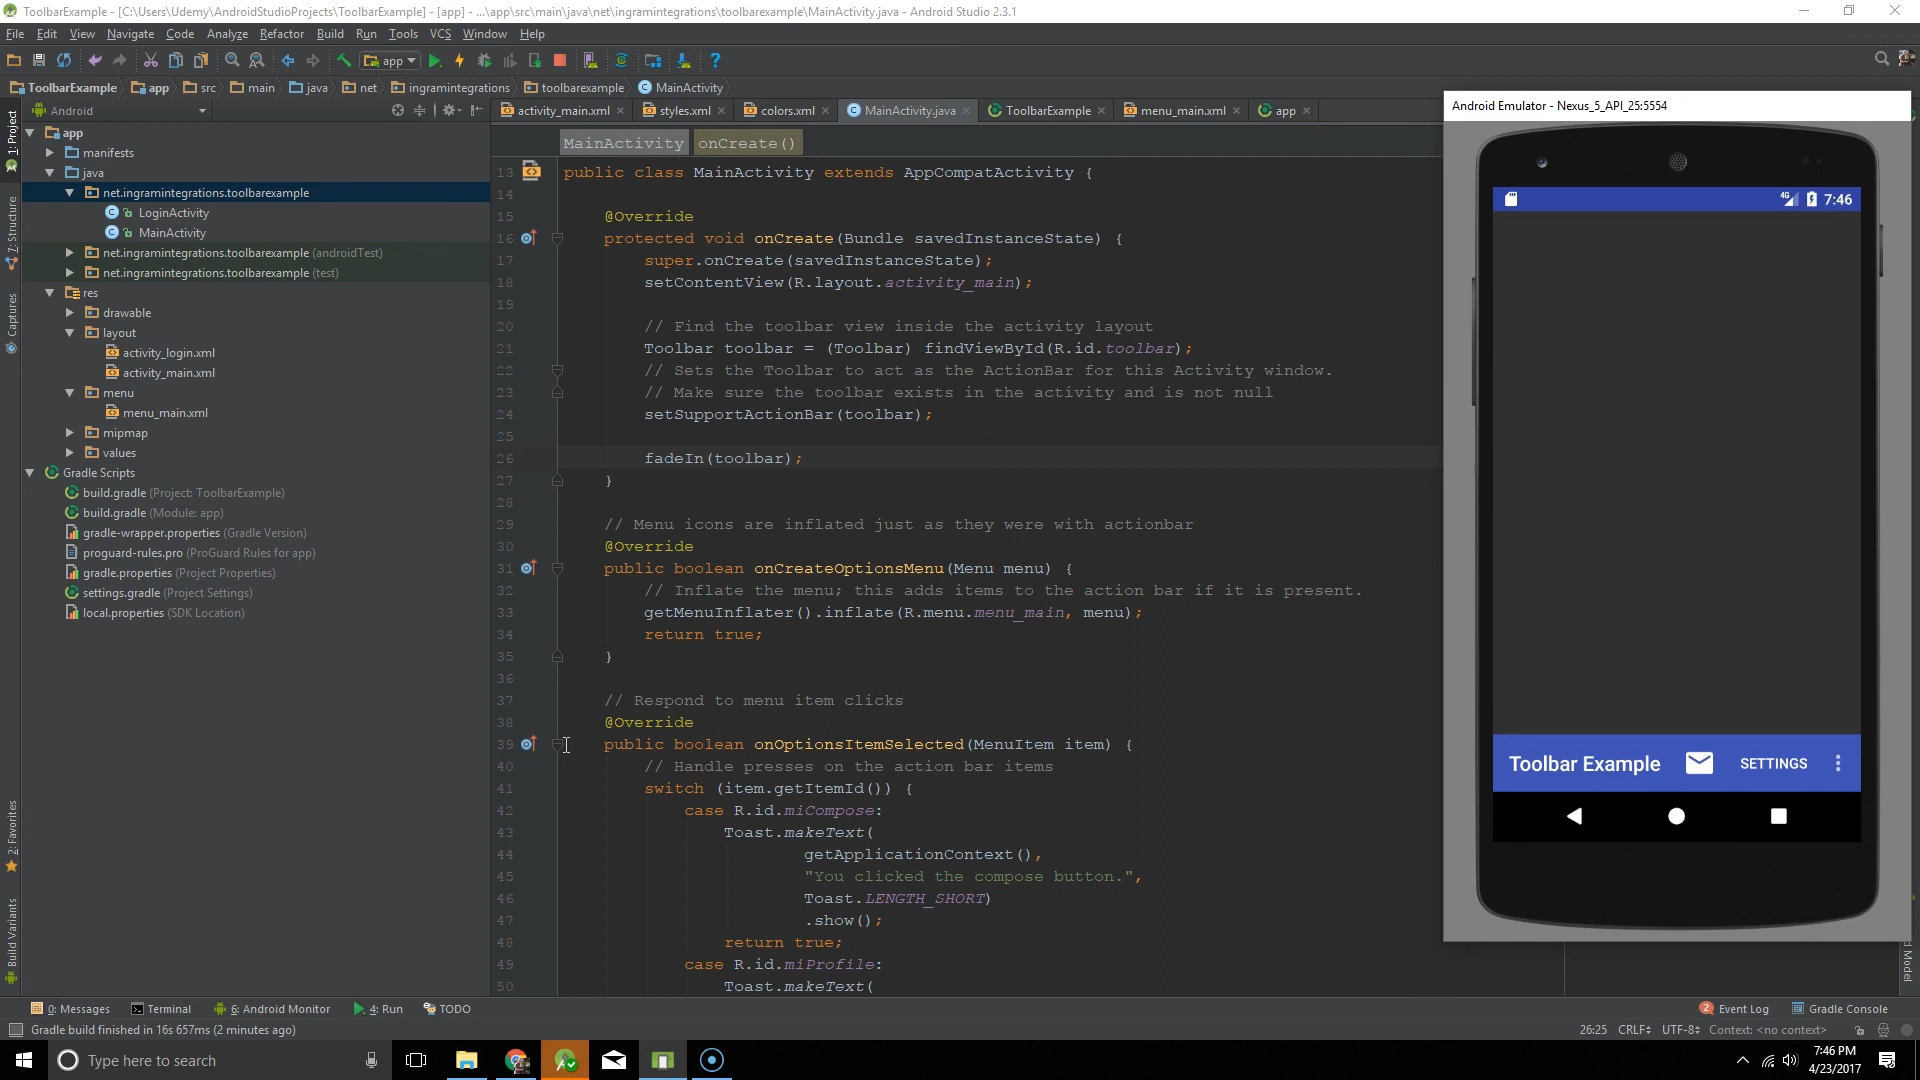 ToolbarExample - [C:\Users\Udemy\AndroidStudioProjects\ToolbarExample] - [app] - ...\app\src\main\java\net\ingramintegrations\toolbarexample\MainActivity.java - Android Studio 2.3.1
File Edit View Navigate Code Analyze Refactor Build Run Tools VCS Window Help
app
ToolbarExample app src main java net ingramintegrations toolbarexample MainActivity
Android
activity_main.xml styles.xml colors.xml MainActivity.java ToolbarExample menu_main.xml app
1: Project
7: Structure
Captures
2: Favorites
Build Variants
app
manifests
java
net.ingramintegrations.toolbarexample
LoginActivity
MainActivity
net.ingramintegrations.toolbarexample (androidTest)
net.ingramintegrations.toolbarexample (test)
res
drawable
layout
activity_login.xml
activity_main.xml
menu
menu_main.xml
mipmap
values
Gradle Scripts
build.gradle (Project: ToolbarExample)
build.gradle (Module: app)
gradle-wrapper.properties (Gradle Version)
proguard-rules.pro (ProGuard Rules for app)
gradle.properties (Project Properties)
settings.gradle (Project Settings)
local.properties (SDK Location)
MainActivity onCreate()
13 public class MainActivity extends AppCompatActivity {
14
15 @Override
16 protected void onCreate(Bundle savedInstanceState) {
17 super.onCreate(savedInstanceState);
18 setContentView(R.layout.activity_main);
19
20 // Find the toolbar view inside the activity layout
21 Toolbar toolbar = (Toolbar) findViewById(R.id.toolbar);
22 // Sets the Toolbar to act as the ActionBar for this Activity window.
23 // Make sure the toolbar exists in the activity and is not null
24 setSupportActionBar(toolbar);
25
26 fadeIn(toolbar);
27 }
28
29 // Menu icons are inflated just as they were with actionbar
30 @Override
31 public boolean onCreateOptionsMenu(Menu menu) {
32 // Inflate the menu; this adds items to the action bar if it is present.
33 getMenuInflater().inflate(R.menu.menu_main, menu);
34 return true;
35 }
36
37 // Respond to menu item clicks
38 @Override
39 public boolean onOptionsItemSelected(MenuItem item) {
40 // Handle presses on the action bar items
41 switch (item.getItemId()) {
42 case R.id.miCompose:
43 Toast.makeText(
44 getApplicationContext(),
45 "You clicked the compose button.",
46 Toast.LENGTH_SHORT)
47 .show();
48 return true;
49 case R.id.miProfile:
50 Toast.makeText(
Android Emulator - Nexus_5_API_25:5554
4G 7:46
Toolbar Example SETTINGS
0: Messages Terminal 6: Android Monitor 4: Run TODO
Event Log Gradle Console
2
Gradle build finished in 16s 657ms (2 minutes ago)
26:25 CRLF UTF-8 Context: <no context>
Type here to search
7:46 PM
4/23/2017